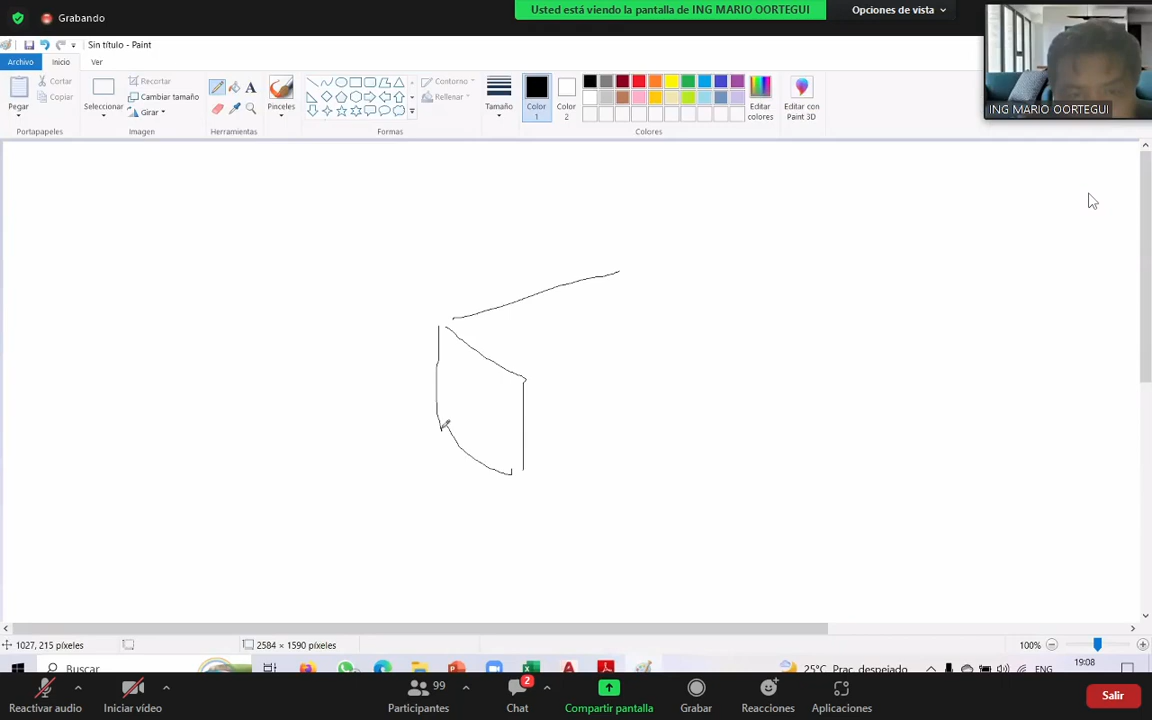 Grabando
Usted está viendo la pantalla de ING MARIO OORTEGUI
Opciones de vista
Sin título - Paint
Archivo
Inicio
Ver
Pegar
Cortar
Copiar
Portapapeles
Seleccionar
Recortar
Cambiar tamaño
Girar
Imagen
A
Herramientas
Pinceles
Contorno
Rellenar
Formas
Tamaño
Color
1
Color
2
Editar
colores
Colores
Editar con
Paint 3D
ING MARIO OORTEGUI
1027, 215 píxeles
2584 × 1590 píxeles
100%
Buscar
25°C Prac. despejado
ENG
19:08
Reactivar audio
Iniciar vídeo
99
Participantes
2
Chat
Compartir pantalla
Grabar
Reacciones
Aplicaciones
Salir